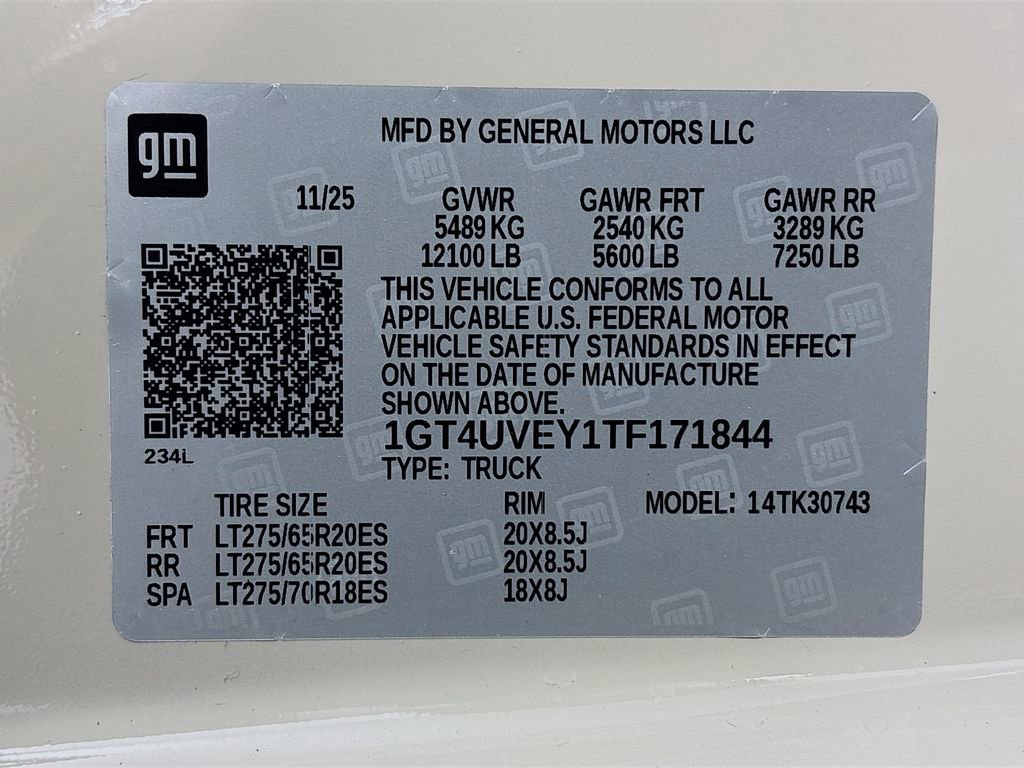 gm
MFD BY GENERAL MOTORS LLC
11/25 GVWR GAWR FRT GAWR RR
5489 KG 2540 KG 3289 KG
12100 LB 5600 LB 7250 LB
THIS VEHICLE CONFORMS TO ALL
APPLICABLE U.S. FEDERAL MOTOR
VEHICLE SAFETY STANDARDS IN EFFECT
ON THE DATE OF MANUFACTURE
SHOWN ABOVE.
1GT4UVEY1TF171844
234L
TYPE: TRUCK
TIRE SIZE RIM MODEL: 14TK30743
FRT LT275/65R20ES 20X8.5J
RR LT275/65R20ES 20X8.5J
SPA LT275/70R18ES 18X8J